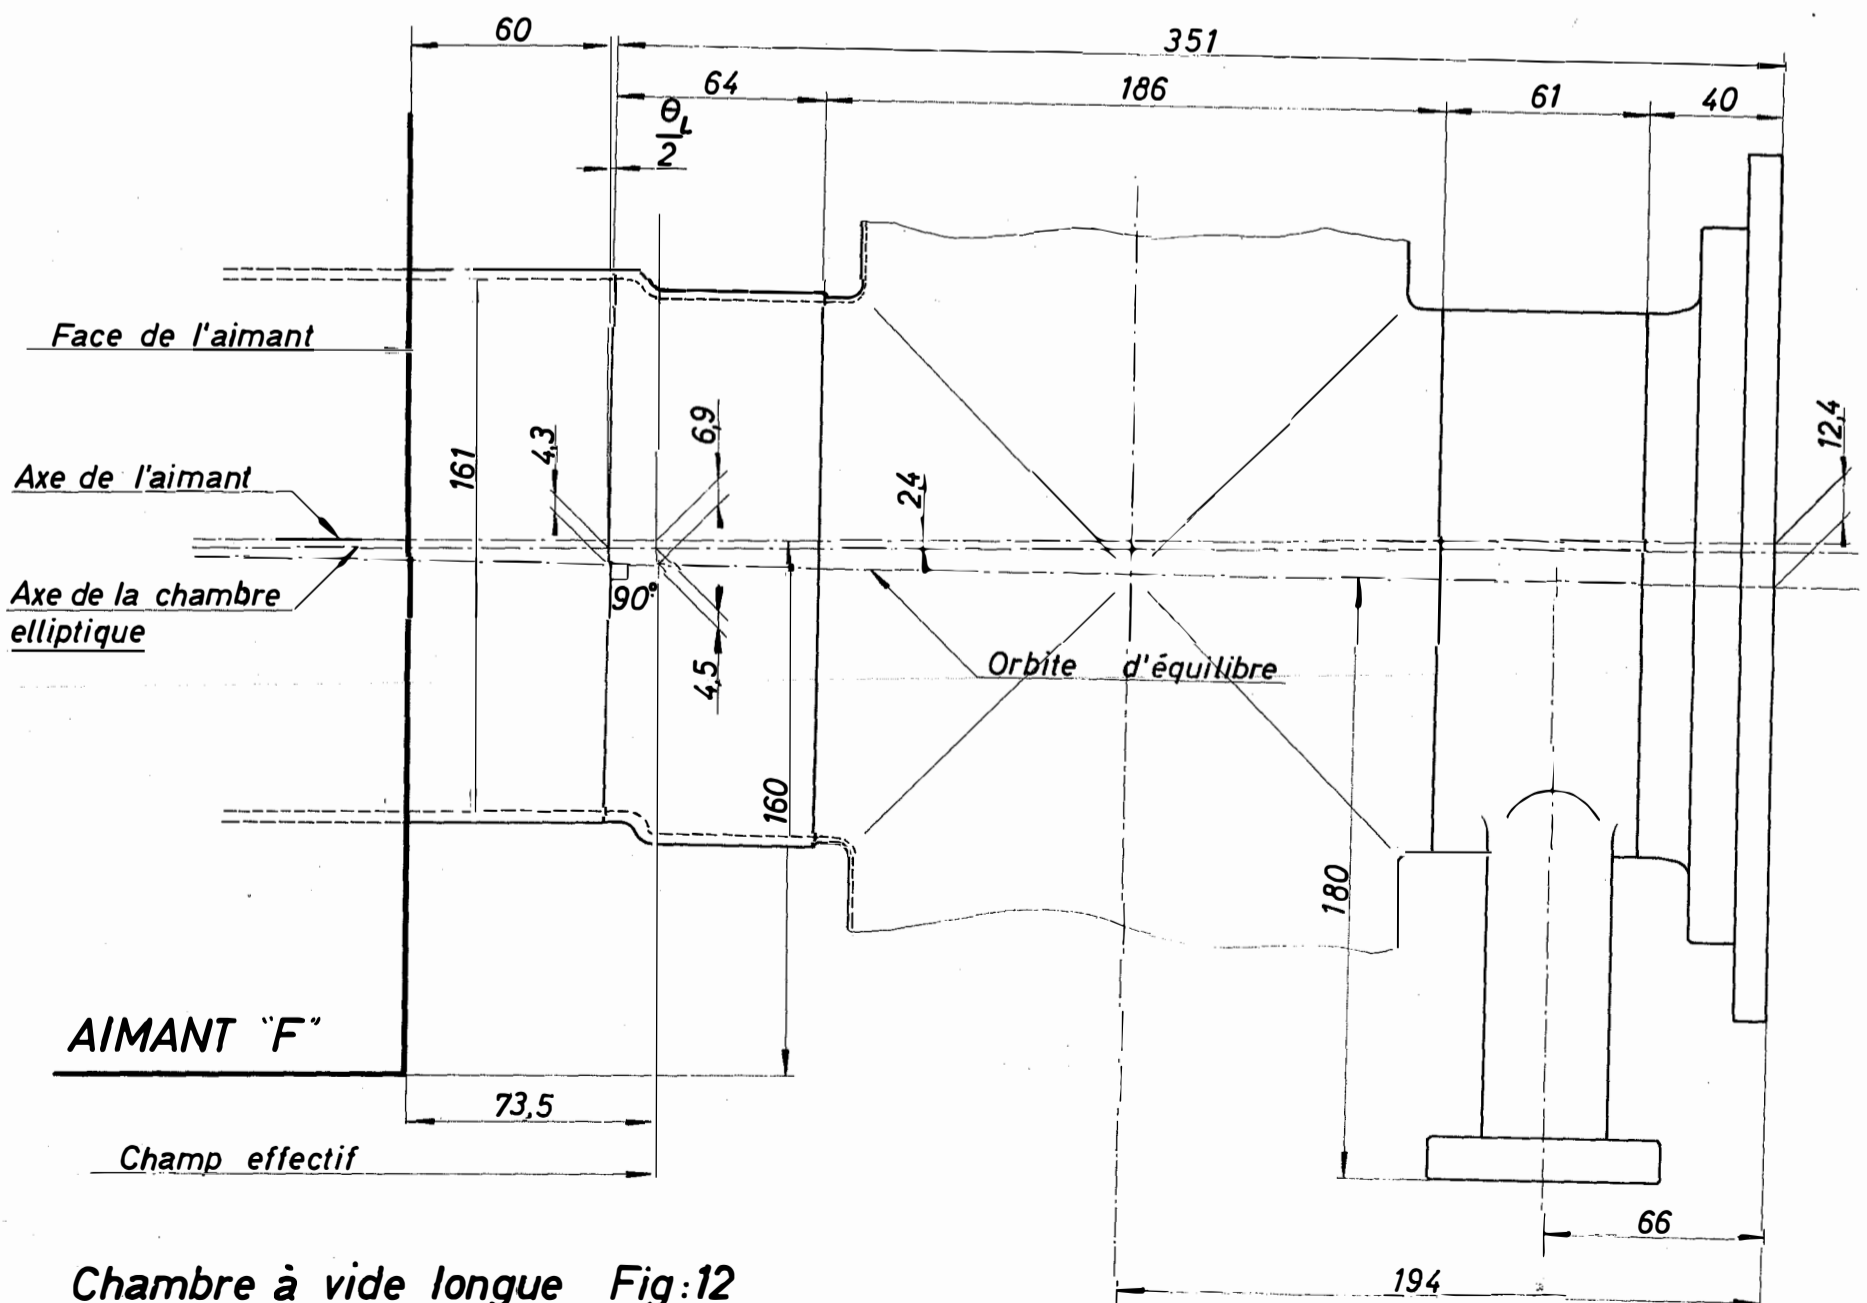 60
351
64
186
61
40
θL
2
Face de l'aimant
4,3
6,9
12,4
161
2,4
Axe de l'aimant
Axe de la chambre
elliptique
90°
4,5
Orbite d'équilibre
160
180
AIMANT "F"
73,5
Champ effectif
66
194
Chambre à vide longue Fig:12